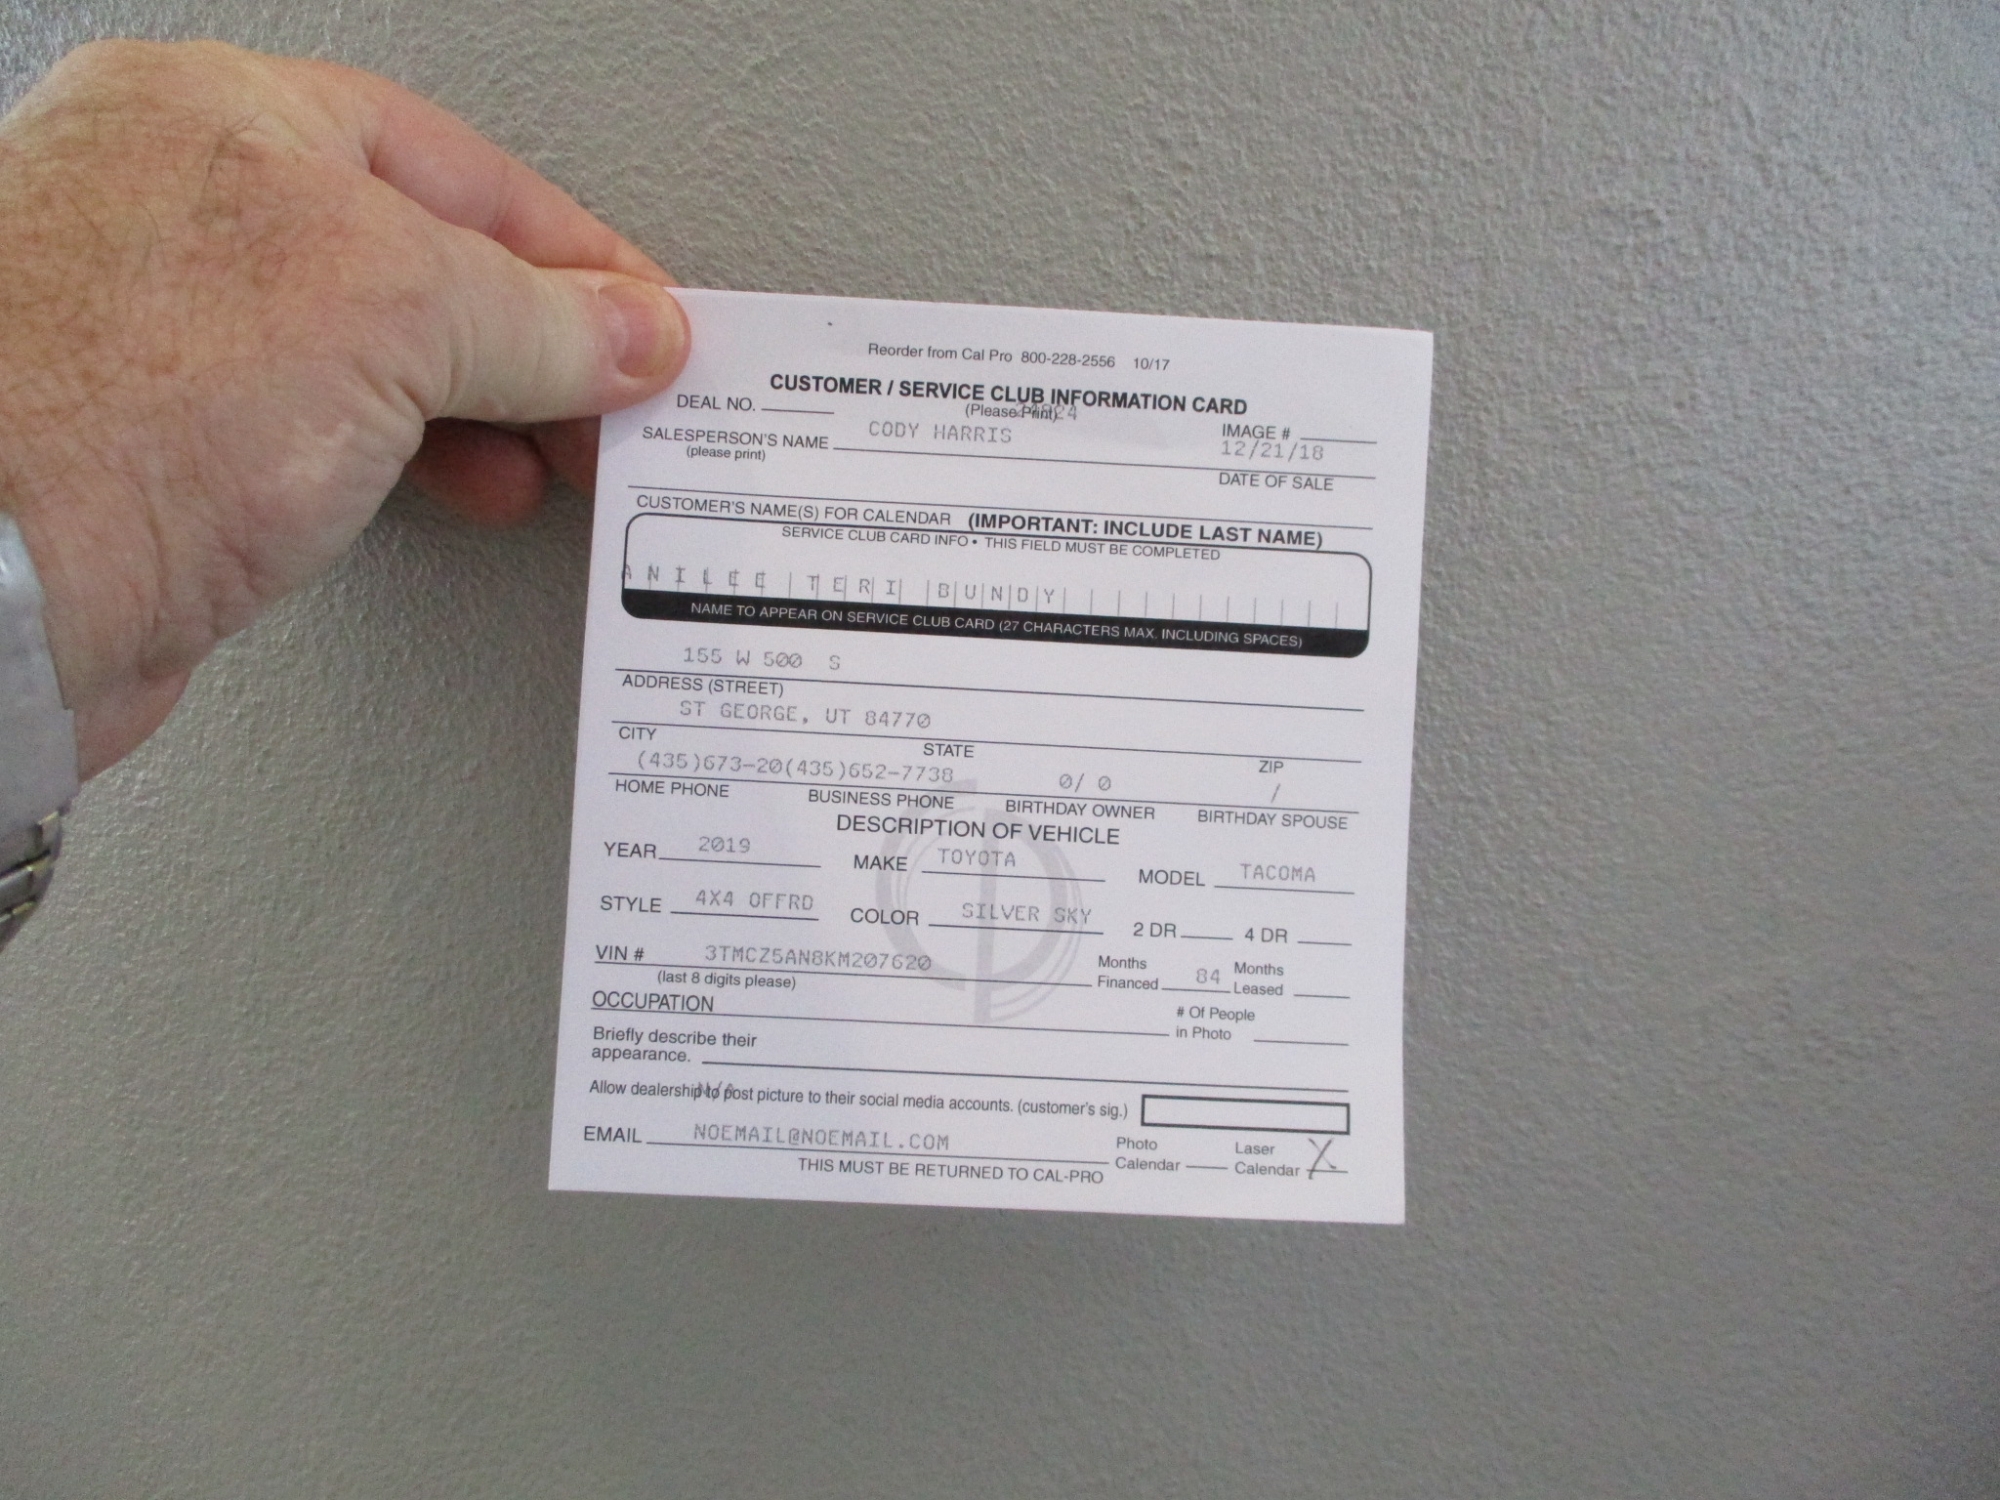 Reorder from Cal Pro 800-228-2556 10/17
CUSTOMER / SERVICE CLUB INFORMATION CARD
DEAL NO. (Please Print)
IMAGE #
SALESPERSON'S NAME CODY HARRIS 12/21/18
(please print) DATE OF SALE
CUSTOMER'S NAME(S) FOR CALENDAR (IMPORTANT: INCLUDE LAST NAME)
SERVICE CLUB CARD INFO • THIS FIELD MUST BE COMPLETED
ANILEE TERI BUNDY
NAME TO APPEAR ON SERVICE CLUB CARD (27 CHARACTERS MAX. INCLUDING SPACES)
155 W 500 S
ADDRESS (STREET)
ST GEORGE, UT 84770
CITY STATE ZIP
(435)673-20(435)652-7738 0/ 0 /
HOME PHONE BUSINESS PHONE BIRTHDAY OWNER BIRTHDAY SPOUSE
DESCRIPTION OF VEHICLE
YEAR 2019 MAKE TOYOTA MODEL TACOMA
STYLE 4X4 OFFRD COLOR SILVER SKY 2 DR 4 DR
VIN # 3TMCZ5AN8KM207620 Months Financed 84 Months Leased
(last 8 digits please)
OCCUPATION # Of People in Photo
Briefly describe their
appearance.
N/A
Allow dealership to post picture to their social media accounts. (customer's sig.)
EMAIL NOEMAIL@NOEMAIL.COM Photo Calendar Laser Calendar X
THIS MUST BE RETURNED TO CAL-PRO